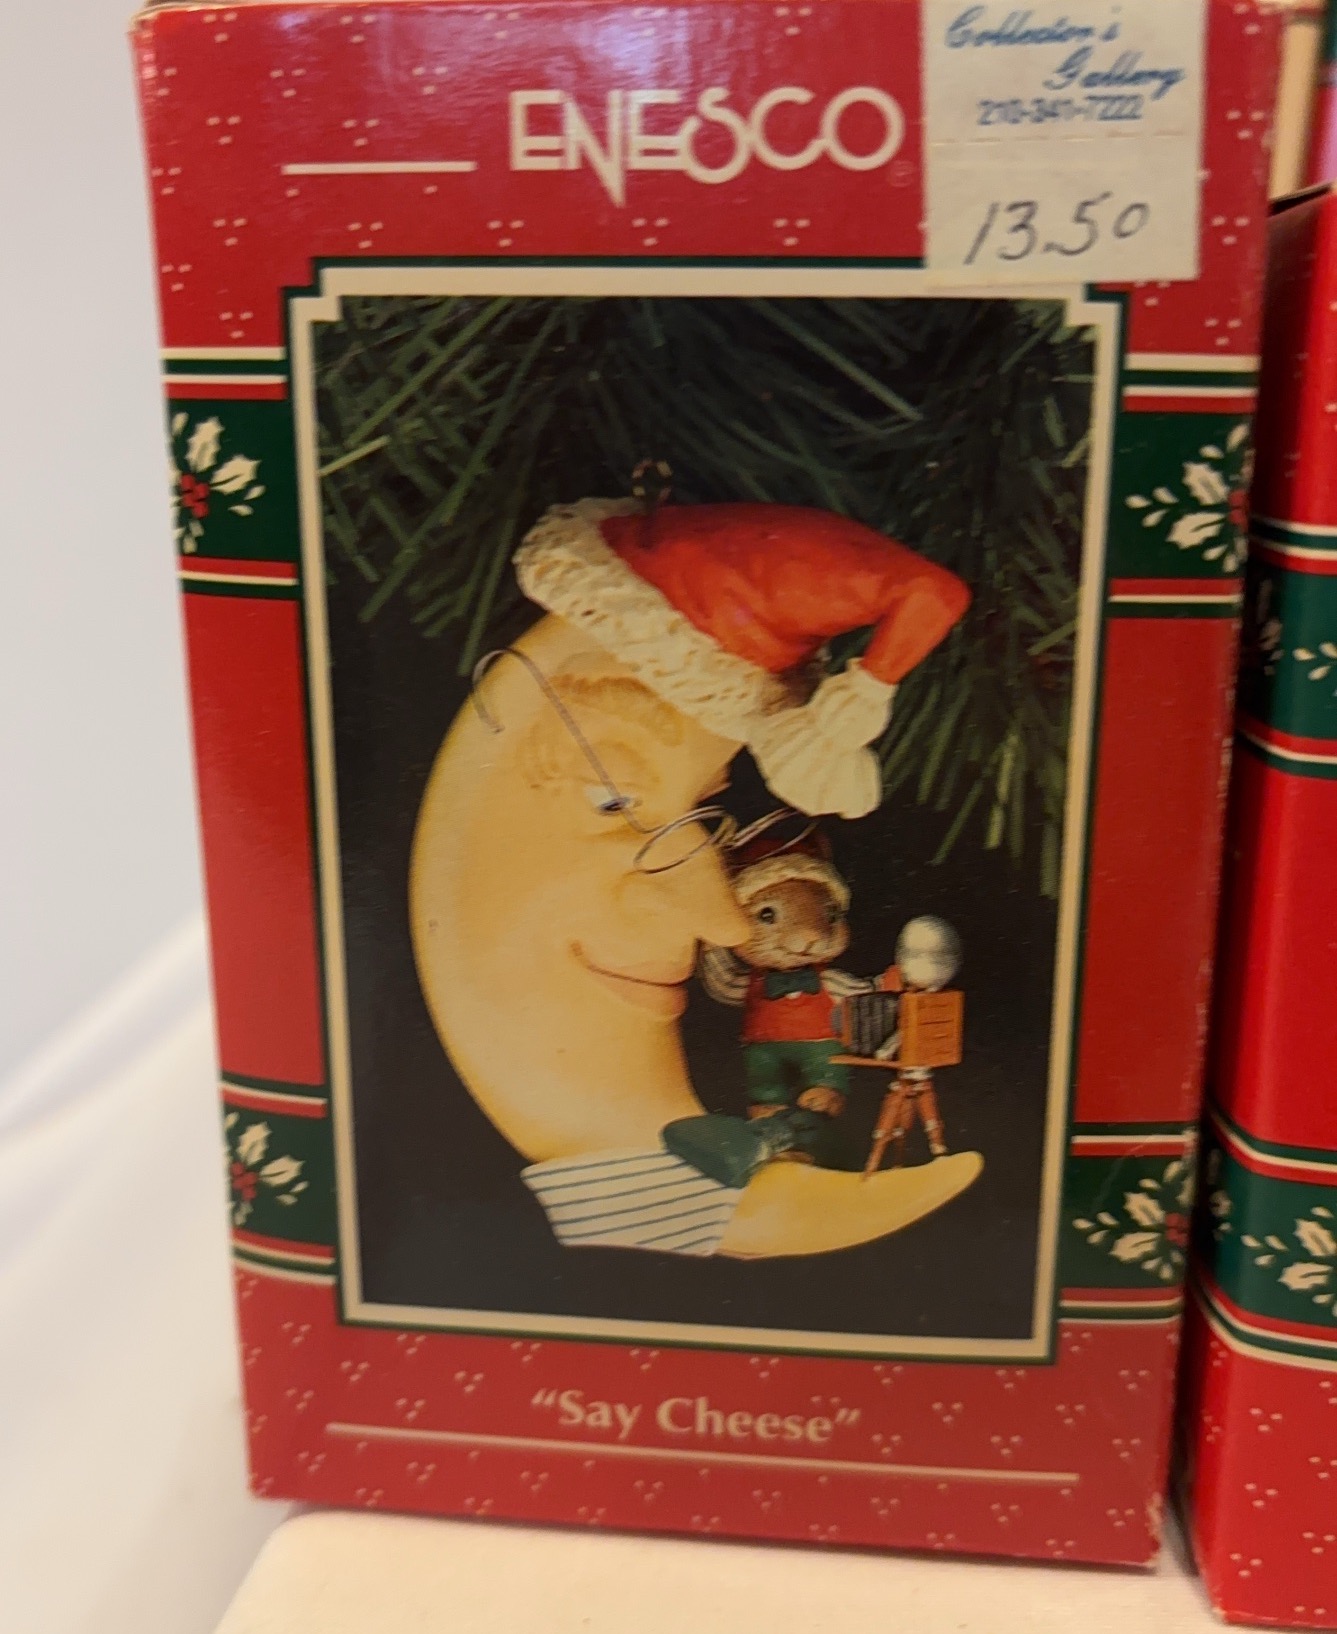 ENESCO
Collector's
Gallery
210-341-7222
13.50
"Say Cheese"